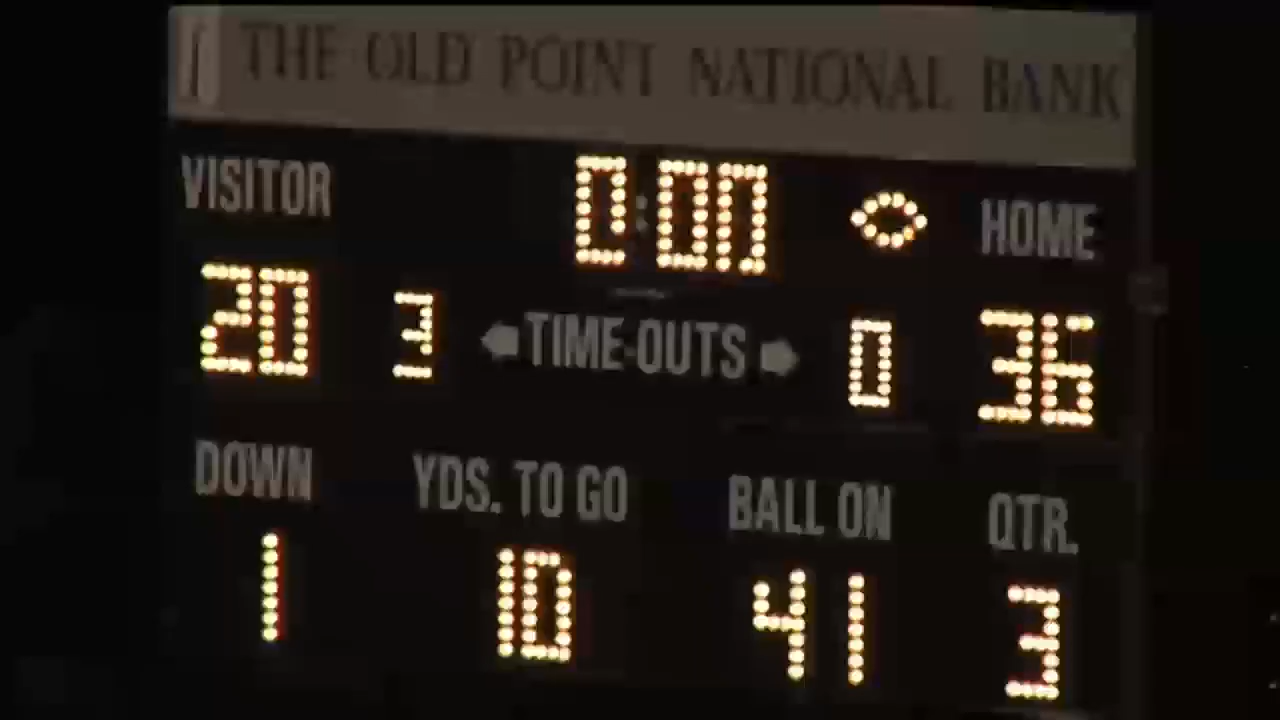 THE OLD POINT NATIONAL BANK
VISITOR 0:00 HOME
20 3 TIME-OUTS 0 36
DOWN YDS. TO GO BALL ON QTR.
1 10 41 3